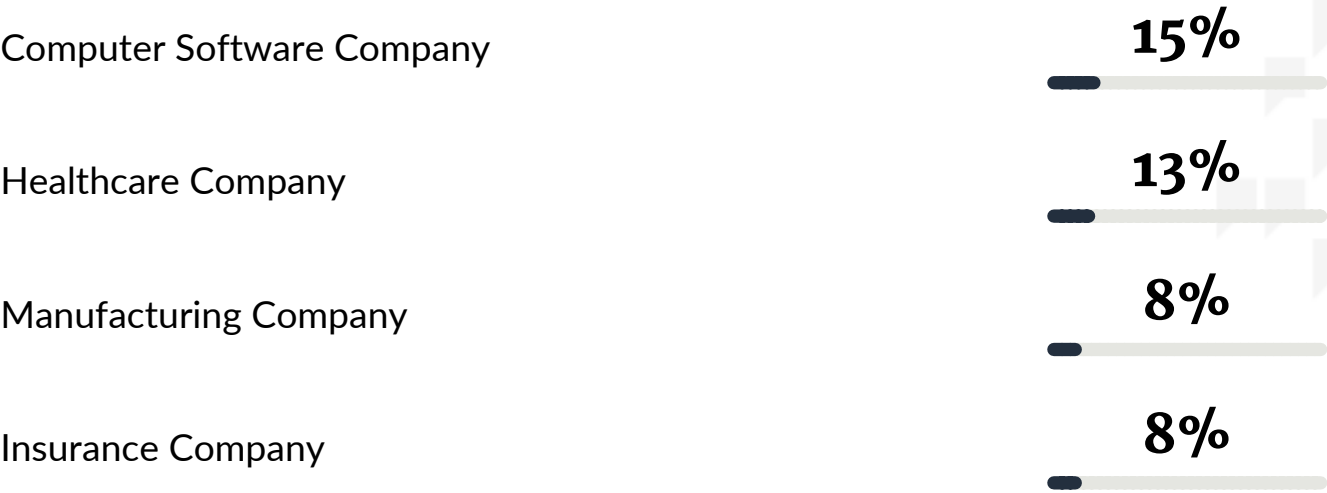 Computer Software Company 15%
Healthcare Company 13%
Manufacturing Company 8%
Insurance Company 8%